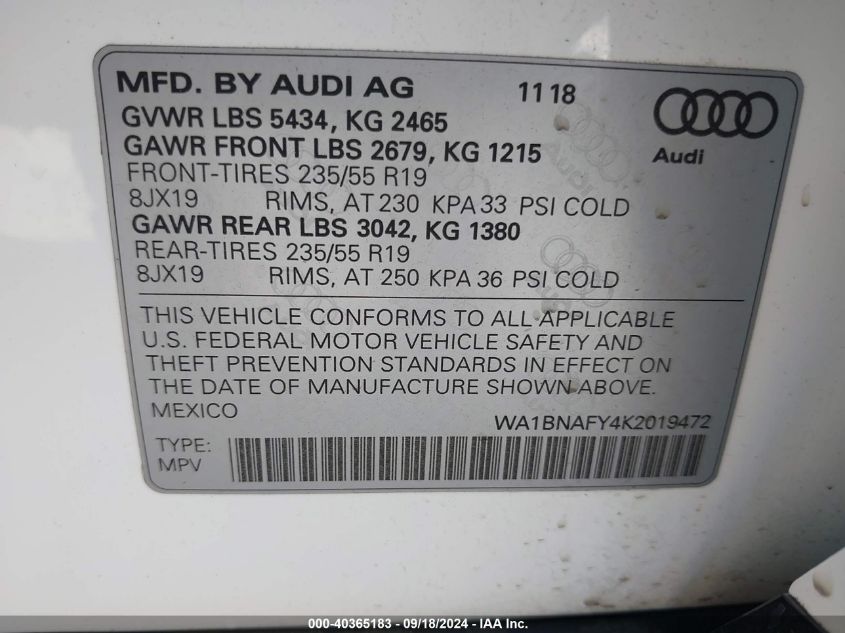 MFD. BY AUDI AG 11 18
GVWR LBS 5434, KG 2465
GAWR FRONT LBS 2679, KG 1215
Audi
FRONT-TIRES 235/55 R19
8JX19 RIMS, AT 230 KPA 33 PSI COLD
GAWR REAR LBS 3042, KG 1380
REAR-TIRES 235/55 R19
8JX19 RIMS, AT 250 KPA 36 PSI COLD
THIS VEHICLE CONFORMS TO ALL APPLICABLE
U.S. FEDERAL MOTOR VEHICLE SAFETY AND
THEFT PREVENTION STANDARDS IN EFFECT ON
THE DATE OF MANUFACTURE SHOWN ABOVE.
MEXICO WA1BNAFY4K2019472
TYPE:
MPV
000-40365183 - 09/18/2024 - IAA Inc.